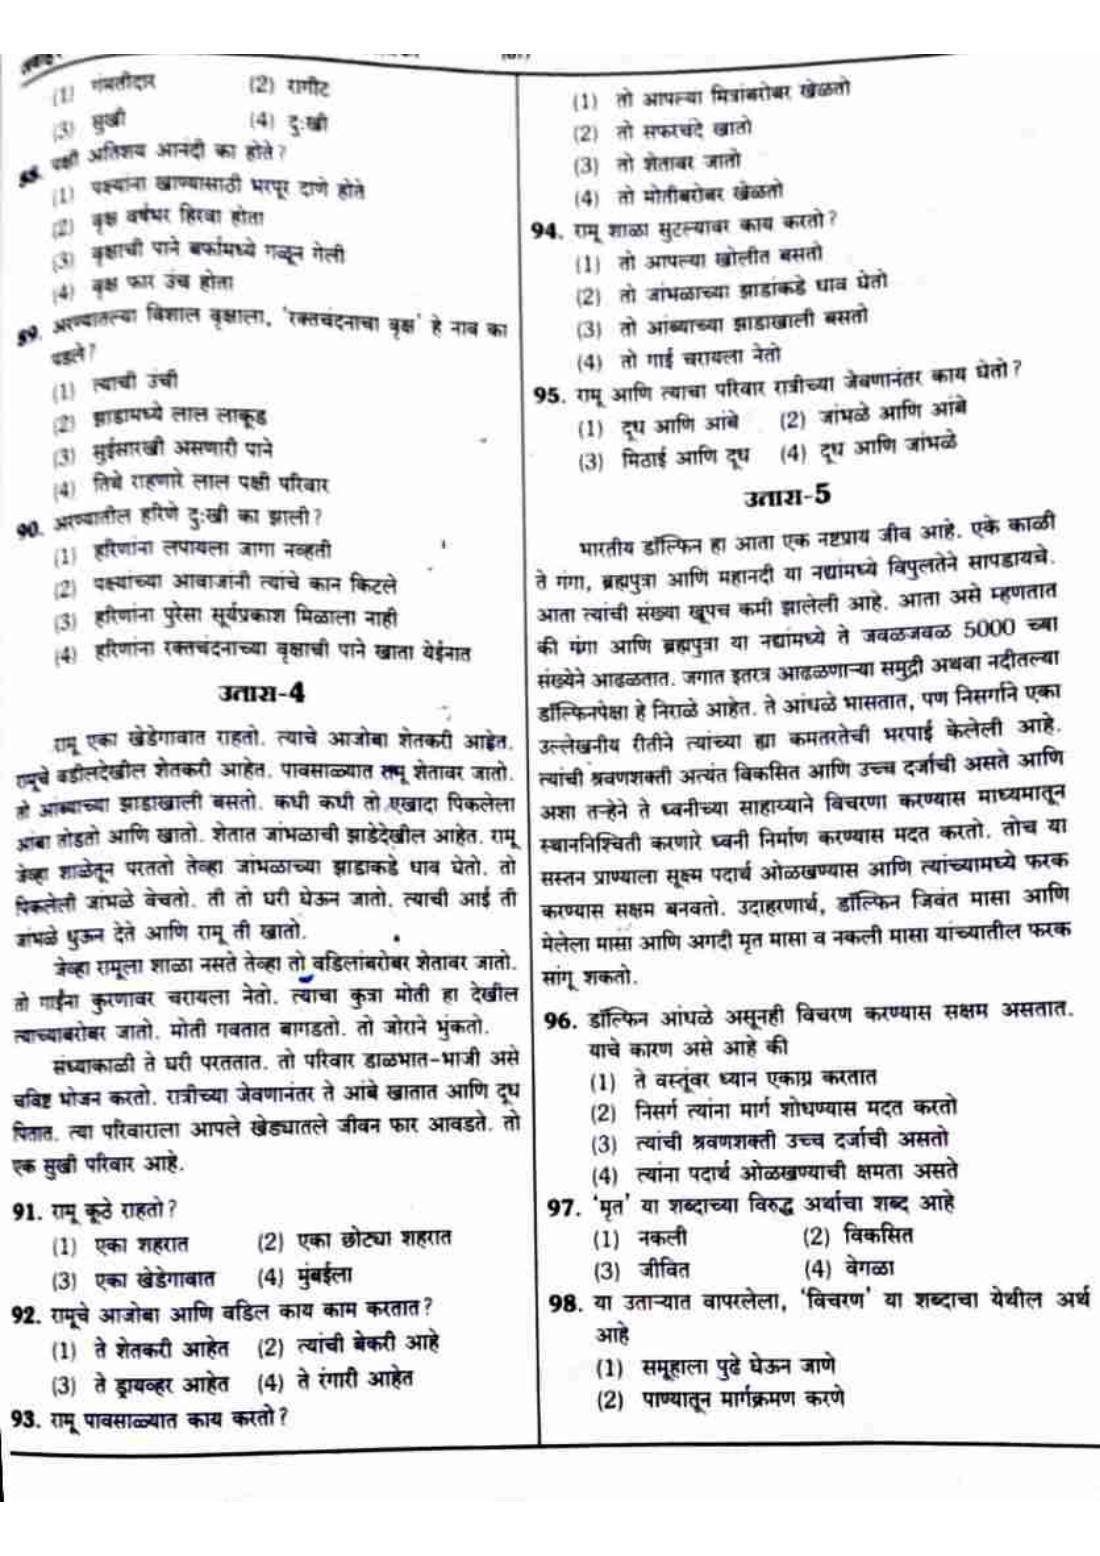 (1) गंमतीदार (2) रागीट
(3) सुखी (4) दुःखी
88. पक्षी अतिशय आनंदी का होते?
(1) पक्ष्यांना खाण्यासाठी भरपूर दाणे होते
(2) वृक्ष वर्षभर हिरवा होता
(3) वृक्षाची पाने बर्फामध्ये गळून गेली
(4) वृक्ष फार उंच होता
89. अरण्यातल्या विशाल वृक्षाला, 'रक्तचंदनाचा वृक्ष' हे नाव का
पडले?
(1) त्याची उंची
(2) झाडामध्ये लाल लाकूड
(3) सुईसारखी असणारी पाने
(4) तिथे राहणारे लाल पक्षी परिवार
90. अरण्यातील हरिणे दुःखी का झाली?
(1) हरिणांना लपायला जागा नव्हती
(2) पक्ष्यांच्या आवाजांनी त्यांचे कान किटले
(3) हरिणांना पुरेसा सूर्यप्रकाश मिळाला नाही
(4) हरिणांना रक्तचंदनाच्या वृक्षाची पाने खाता येईनात
उतारा-4
रामू एका खेडेगावात राहतो. त्याचे आजोबा शेतकरी आहेत.
रामूचे वडीलदेखील शेतकरी आहेत. पावसाळ्यात रामू शेतावर जातो.
तो आंब्याच्या झाडाखाली बसतो. कधी कधी तो एखादा पिकलेला
आंबा तोडतो आणि खातो. शेतात जांभळाची झाडेदेखील आहेत. रामू
जेव्हा शाळेतून परततो तेव्हा जांभळाच्या झाडाकडे धाव घेतो. तो
पिकलेली जांभळे वेचतो. ती तो घरी घेऊन जातो. त्याची आई ती
जांभळे धुऊन देते आणि रामू ती खातो.
जेव्हा रामूला शाळा नसते तेव्हा तो वडिलांबरोबर शेतावर जातो.
तो गाईंना कुरणावर चरायला नेतो. त्याचा कुत्रा मोती हा देखील
त्याच्याबरोबर जातो. मोती गवतात बागडतो. तो जोराने भुंकतो.
संध्याकाळी ते घरी परततात. तो परिवार डाळभात-भाजी असे
चविष्ट भोजन करतो. रात्रीच्या जेवणानंतर ते आंबे खातात आणि दूध
पितात. त्या परिवाराला आपले खेड्यातले जीवन फार आवडते. तो
एक सुखी परिवार आहे.
91. रामू कूठे राहतो?
(1) एका शहरात (2) एका छोट्या शहरात
(3) एका खेडेगावात (4) मुंबईला
92. रामूचे आजोबा आणि वडिल काय काम करतात?
(1) ते शेतकरी आहेत (2) त्यांची बेकरी आहे
(3) ते ड्रायव्हर आहेत (4) ते रंगारी आहेत
93. रामू पावसाळ्यात काय करतो?
(1) तो आपल्या मित्रांबरोबर खेळतो
(2) तो सफरचंदे खातो
(3) तो शेतावर जातो
(4) तो मोतीबरोबर खेळतो
94. रामू शाळा सुटल्यावर काय करतो?
(1) तो आपल्या खोलीत बसतो
(2) तो जांभळाच्या झाडांकडे धाव घेतो
(3) तो आंब्याच्या झाडाखाली बसतो
(4) तो गाई चरायला नेतो
95. रामू आणि त्याचा परिवार रात्रीच्या जेवणानंतर काय घेतो?
(1) दूध आणि आंबे (2) जांभळे आणि आंबे
(3) मिठाई आणि दूध (4) दूध आणि जांभळे
उतारा-5
भारतीय डॉल्फिन हा आता एक नष्टप्राय जीव आहे. एके काळी
ते गंगा, ब्रह्मपुत्रा आणि महानदी या नद्यांमध्ये विपुलतेने सापडायचे.
आता त्यांची संख्या खूपच कमी झालेली आहे. आता असे म्हणतात
की गंगा आणि ब्रह्मपुत्रा या नद्यांमध्ये ते जवळजवळ 5000 च्या
संख्येने आढळतात. जगात इतरत्र आढळणाऱ्या समुद्री अथवा नदीतल्या
डॉल्फिनपेक्षा हे निराळे आहेत. ते आंधळे भासतात, पण निसर्गाने एका
उल्लेखनीय रीतीने त्यांच्या ह्या कमतरतेची भरपाई केलेली आहे.
त्यांची श्रवणशक्ती अत्यंत विकसित आणि उच्च दर्जाची असते आणि
अशा तऱ्हेने ते ध्वनीच्या साहाय्याने विचरणा करण्यास माध्यमातून
स्थाननिश्चिती करणारे ध्वनी निर्माण करण्यास मदत करतो. तोच या
सस्तन प्राण्याला सूक्ष्म पदार्थ ओळखण्यास आणि त्यांच्यामध्ये फरक
करण्यास सक्षम बनवतो. उदाहरणार्थ, डॉल्फिन जिवंत मासा आणि
मेलेला मासा आणि अगदी मृत मासा व नकली मासा यांच्यातील फरक
सांगू शकतो.
96. डॉल्फिन आंधळे असूनही विचरण करण्यास सक्षम असतात.
याचे कारण असे आहे की
(1) ते वस्तूंवर ध्यान एकाग्र करतात
(2) निसर्ग त्यांना मार्ग शोधण्यास मदत करतो
(3) त्यांची श्रवणशक्ती उच्च दर्जाची असतो
(4) त्यांना पदार्थ ओळखण्याची क्षमता असते
97. 'मृत' या शब्दाच्या विरुद्ध अर्थाचा शब्द आहे
(1) नकली (2) विकसित
(3) जीवित (4) वेगळा
98. या उताऱ्यात वापरलेला, 'विचरण' या शब्दाचा येथील अर्थ
आहे
(1) समूहाला पुढे घेऊन जाणे
(2) पाण्यातून मार्गक्रमण करणे